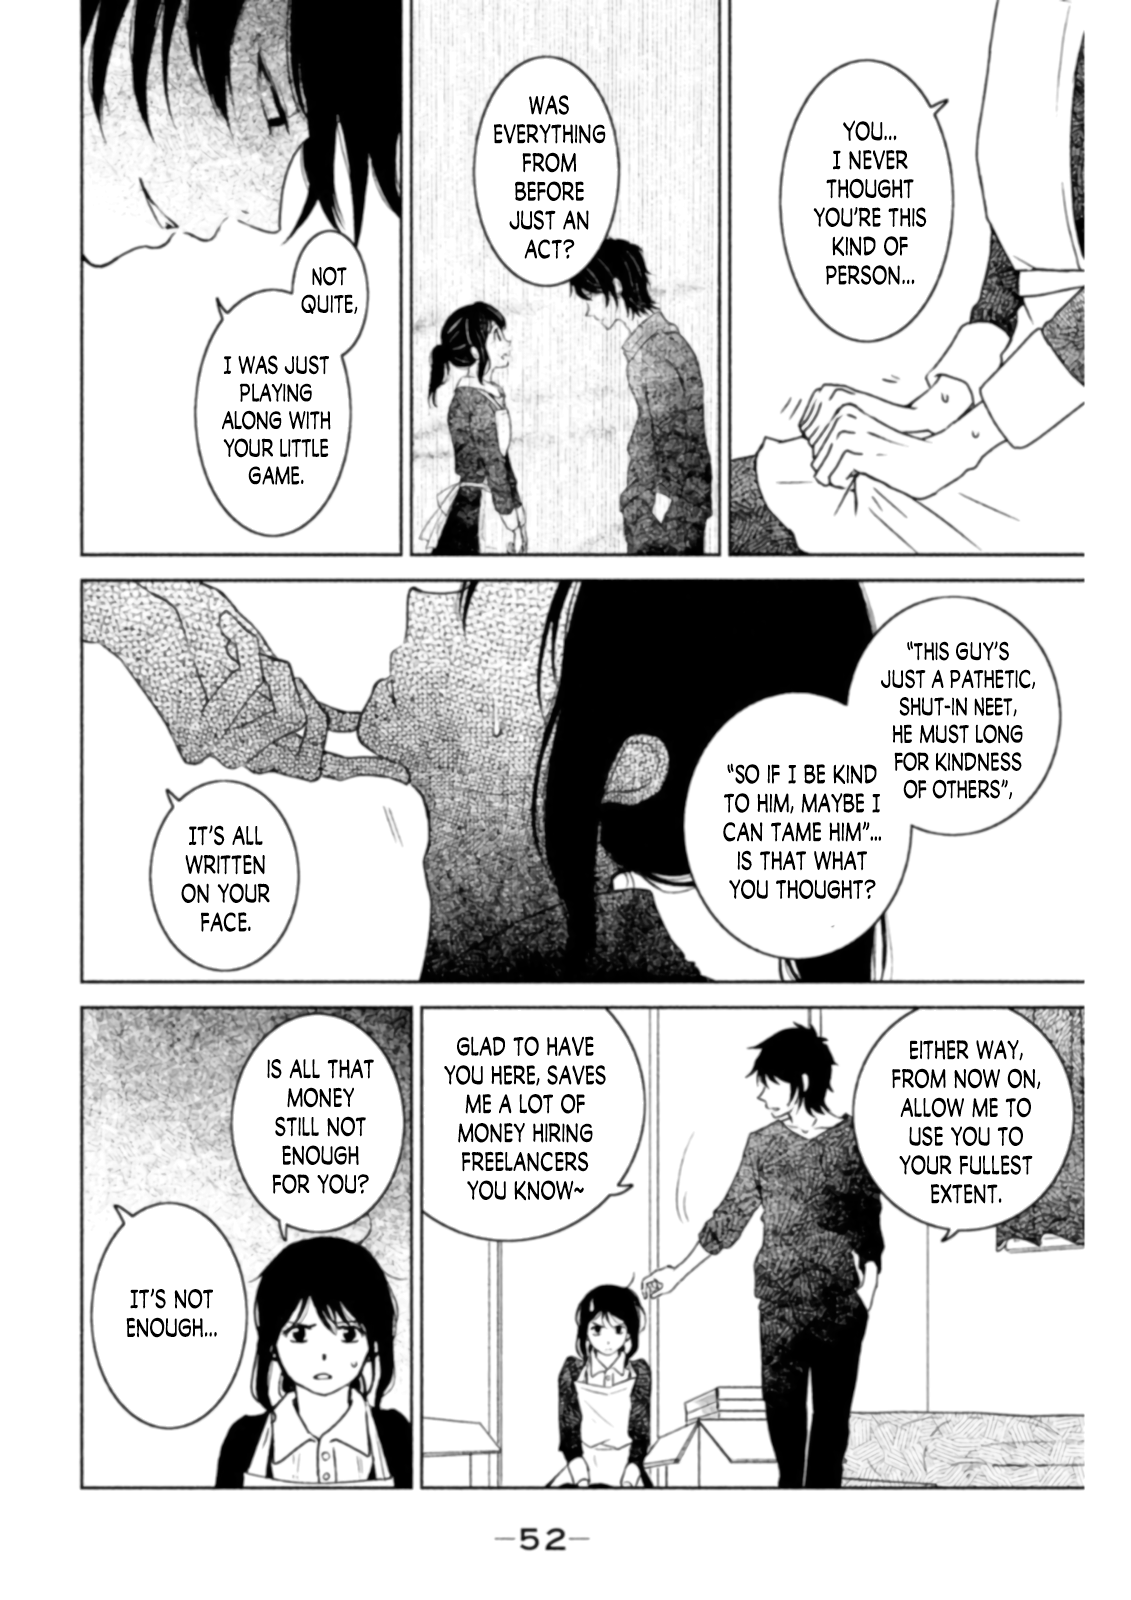 YOU...
I NEVER
THOUGHT
YOU'RE THIS
KIND OF
PERSON...
WAS
EVERYTHING
FROM
BEFORE
JUST AN
ACT?
NOT
QUITE,
I WAS JUST
PLAYING
ALONG WITH
YOUR LITTLE
GAME.
"THIS GUY'S
JUST A PATHETIC,
SHUT-IN NEET,
HE MUST LONG
FOR KINDNESS
OF OTHERS",
"SO IF I BE KIND
TO HIM, MAYBE I
CAN TAME HIM"...
IS THAT WHAT
YOU THOUGHT?
IT'S ALL
WRITTEN
ON YOUR
FACE.
EITHER WAY,
FROM NOW ON,
ALLOW ME TO
USE YOU TO
YOUR FULLEST
EXTENT.
GLAD TO HAVE
YOU HERE, SAVES
ME A LOT OF
MONEY HIRING
FREELANCERS
YOU KNOW~
IS ALL THAT
MONEY
STILL NOT
ENOUGH
FOR YOU?
IT'S NOT
ENOUGH...
—52—